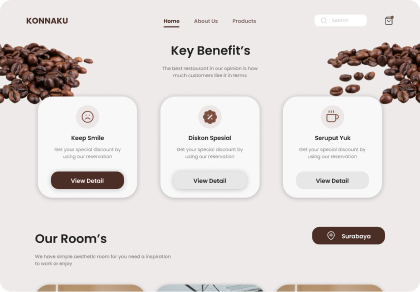 KONNAKU
Home
About Us
Products
Search
Key Benefit's
The best restaurant in our opinion is how
much customers like it in terms
Keep Smile
Get your special discount by
using our reservation
View Detail
Diskon Spesial
Get your special discount by
using our reservation
View Detail
Seruput Yuk
Get your special discount by
using our reservation
View Detail
Our Room's
Surabaya
We have simple aesthetic room for you need a inspiration
to work or enjoy